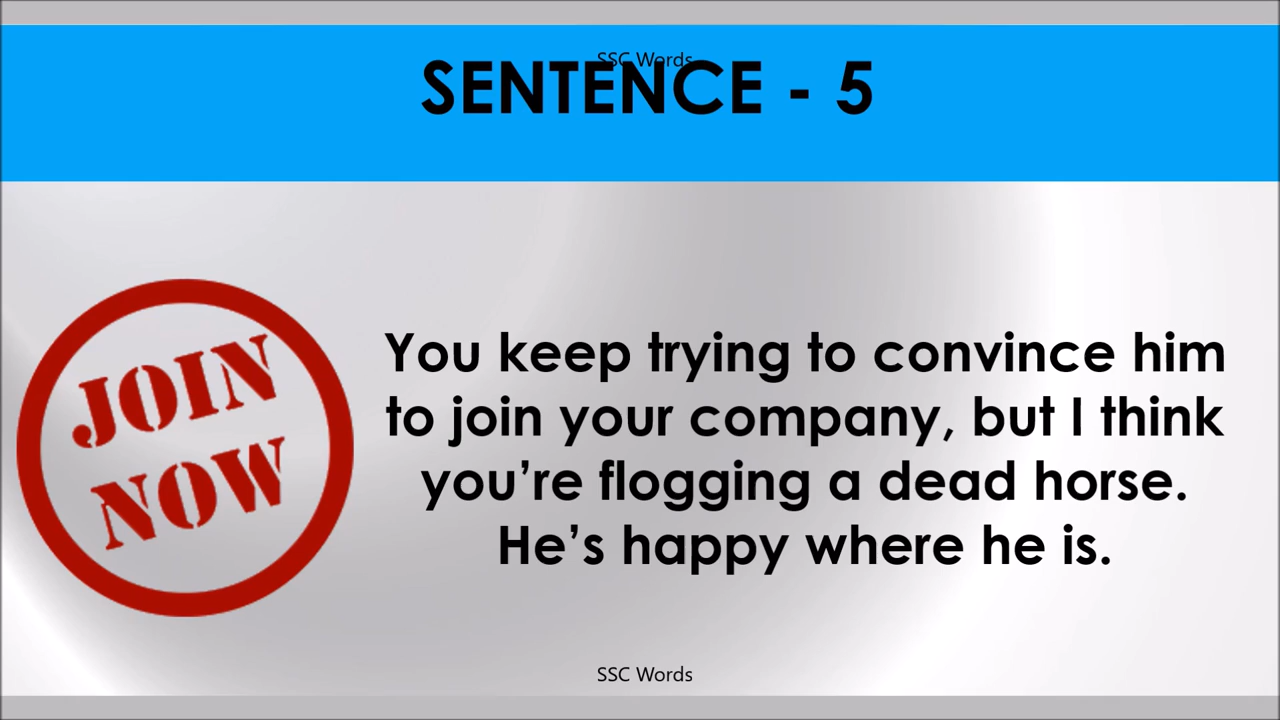 SSC Words
SENTENCE - 5
JOIN
NOW
You keep trying to convince him
to join your company, but I think
you’re flogging a dead horse.
He’s happy where he is.
SSC Words